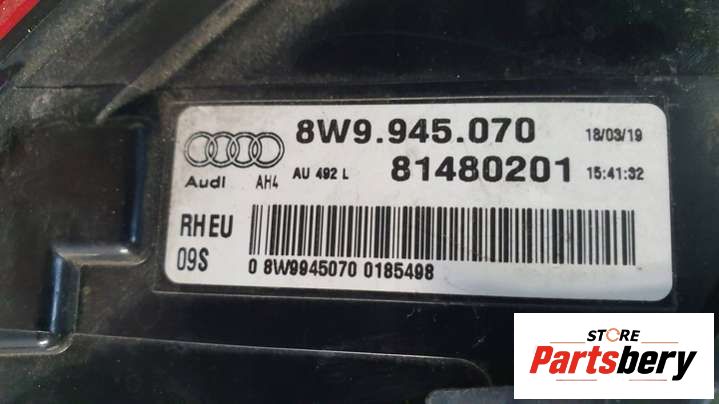 8W9.945.070 18/03/19
Audi AH4 AU 492 L 81480201 15:41:32
RH EU
09S 0 8W9945070 0185498
STORE
Partsbery